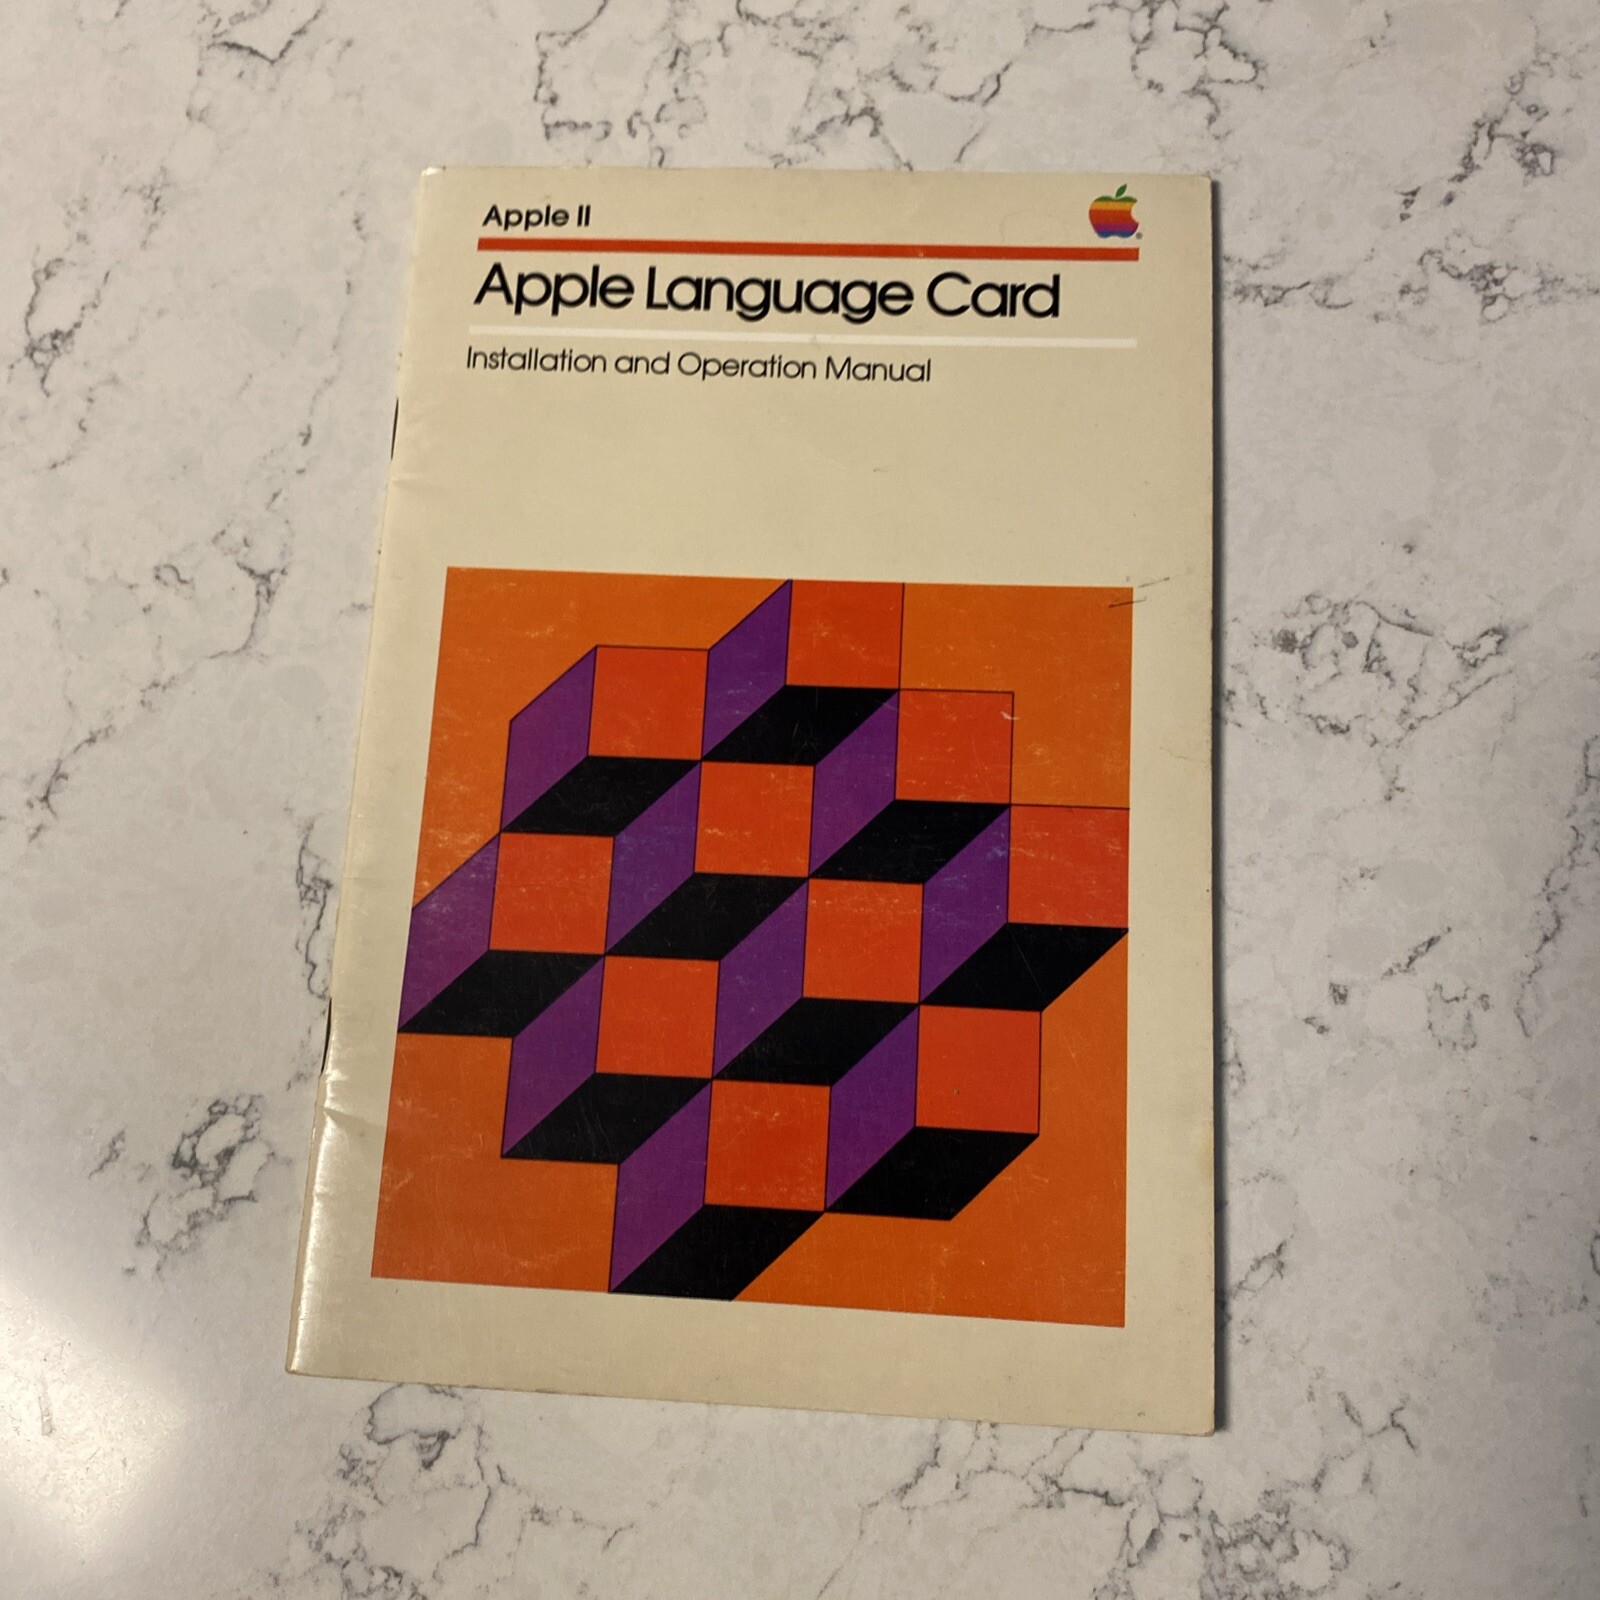 Apple II
Apple Language Card
Installation and Operation Manual